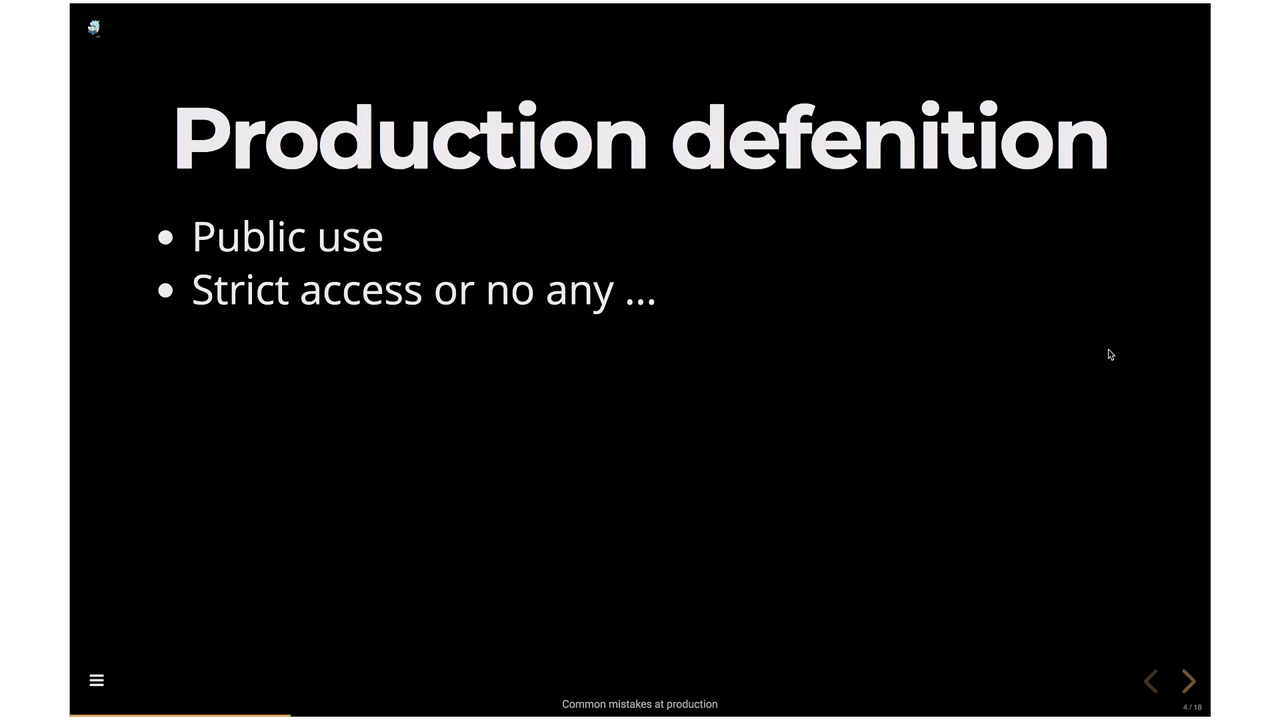 Production defenition
Public use
Strict access or no any ...
Common mistakes at production
4 / 18